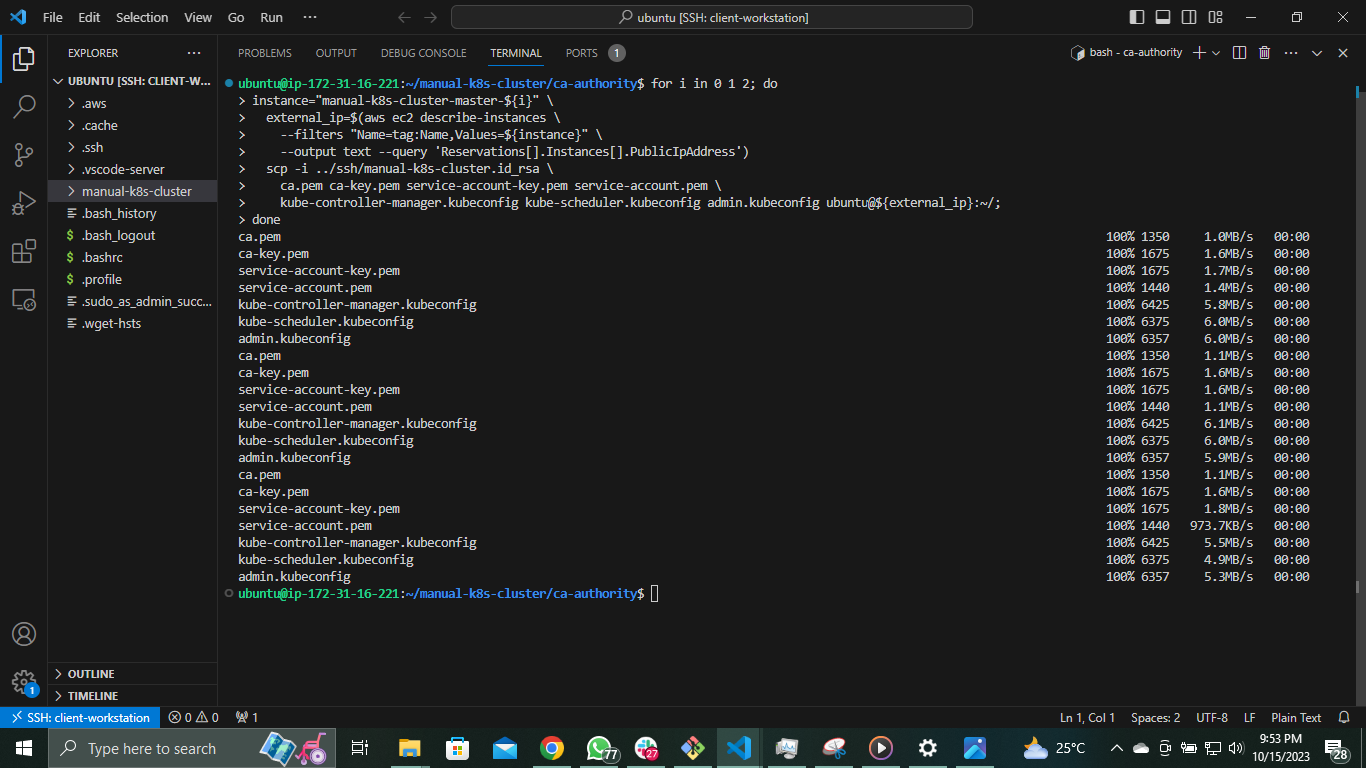 File Edit Selection View Go Run ··· ubuntu [SSH: client-workstation]
EXPLORER ···
UBUNTU [SSH: CLIENT-W...
.aws
.cache
.ssh
.vscode-server
manual-k8s-cluster
.bash_history
$ .bash_logout
$ .bashrc
$ .profile
.sudo_as_admin_succ...
.wget-hsts
OUTLINE
TIMELINE
1
PROBLEMS OUTPUT DEBUG CONSOLE TERMINAL PORTS 1
bash - ca-authority
ubuntu@ip-172-31-16-221:~/manual-k8s-cluster/ca-authority$ for i in 0 1 2; do
> instance="manual-k8s-cluster-master-${i}" \
> external_ip=$(aws ec2 describe-instances \
> --filters "Name=tag:Name,Values=${instance}" \
> --output text --query 'Reservations[].Instances[].PublicIpAddress')
> scp -i ../ssh/manual-k8s-cluster.id_rsa \
> ca.pem ca-key.pem service-account-key.pem service-account.pem \
> kube-controller-manager.kubeconfig kube-scheduler.kubeconfig admin.kubeconfig ubuntu@${external_ip}:~/;
> done
ca.pem 100% 1350 1.0MB/s 00:00
ca-key.pem 100% 1675 1.6MB/s 00:00
service-account-key.pem 100% 1675 1.7MB/s 00:00
service-account.pem 100% 1440 1.4MB/s 00:00
kube-controller-manager.kubeconfig 100% 6425 5.8MB/s 00:00
kube-scheduler.kubeconfig 100% 6375 6.0MB/s 00:00
admin.kubeconfig 100% 6357 6.0MB/s 00:00
ca.pem 100% 1350 1.1MB/s 00:00
ca-key.pem 100% 1675 1.6MB/s 00:00
service-account-key.pem 100% 1675 1.6MB/s 00:00
service-account.pem 100% 1440 1.1MB/s 00:00
kube-controller-manager.kubeconfig 100% 6425 6.1MB/s 00:00
kube-scheduler.kubeconfig 100% 6375 6.0MB/s 00:00
admin.kubeconfig 100% 6357 5.9MB/s 00:00
ca.pem 100% 1350 1.1MB/s 00:00
ca-key.pem 100% 1675 1.6MB/s 00:00
service-account-key.pem 100% 1675 1.8MB/s 00:00
service-account.pem 100% 1440 973.7KB/s 00:00
kube-controller-manager.kubeconfig 100% 6425 5.5MB/s 00:00
kube-scheduler.kubeconfig 100% 6375 4.9MB/s 00:00
admin.kubeconfig 100% 6357 5.3MB/s 00:00
ubuntu@ip-172-31-16-221:~/manual-k8s-cluster/ca-authority$
SSH: client-workstation 0 0 1 Ln 1, Col 1 Spaces: 2 UTF-8 LF Plain Text
Type here to search 77 27 25°C 9:53 PM
10/15/2023
28